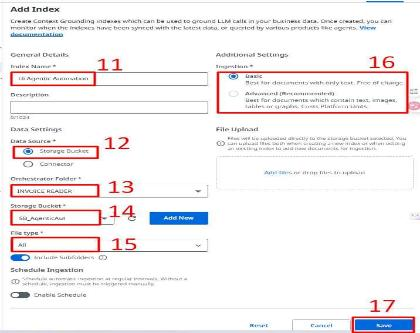 Add Index
Create Context Grounding indexes which can be used to ground LLM calls in your business data. Once created, you can
monitor when the indexes have been synced with the latest data, or queried by various products like agents. View
documentation
General Details
Additional Settings
Index Name *
11
Ingestion *
16
Agentic Automation
Basic
Best for documents with only text. Free of charge.
Description
Advanced (Recommended)
Best for documents which contain text, images,
tables or graphs. Costs Platform Units.
0/1024
Data Settings
File Upload
Data Source *
12
Storage Bucket
Files will be uploaded directly to the storage bucket selected. You
can upload files both when creating a new index or when editing
an existing index to add new documents for ingestion.
Connector
Orchestrator Folder *
13
Add files or drop files to upload
INVOICE READER
Storage Bucket *
14
SB_AgenticAut
Add New
File type *
15
All
Include Subfolders
Schedule Ingestion
Schedule automatic ingestion at regular intervals. Without a
schedule, ingestion must be triggered manually.
Enable Schedule
17
Reset
Cancel
Save